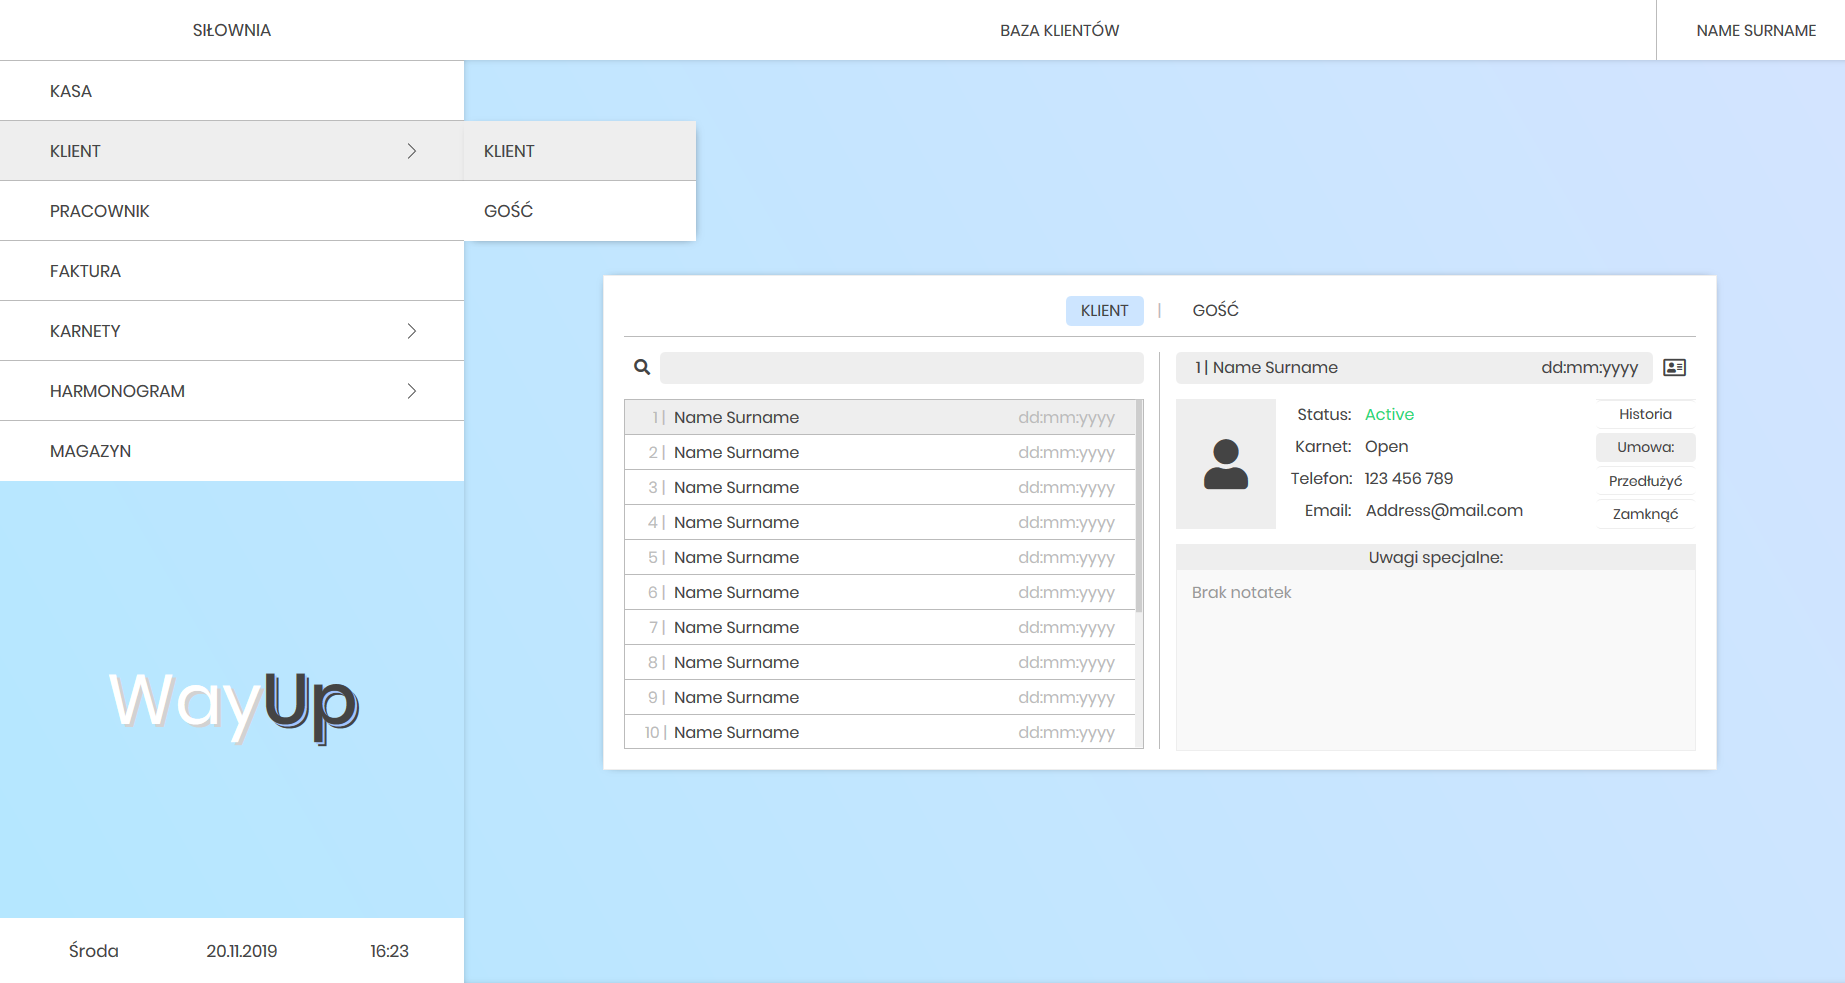 SIŁOWNIA
BAZA KLIENTÓW
NAME SURNAME
KASA
KLIENT
PRACOWNIK
FAKTURA
KARNETY
HARMONOGRAM
MAGAZYN
KLIENT
GOŚĆ
WayUp
Środa 20.11.2019 16:23
KLIENT | GOŚĆ
1 | Name Surname dd:mm:yyyy
2 | Name Surname dd:mm:yyyy
3 | Name Surname dd:mm:yyyy
4 | Name Surname dd:mm:yyyy
5 | Name Surname dd:mm:yyyy
6 | Name Surname dd:mm:yyyy
7 | Name Surname dd:mm:yyyy
8 | Name Surname dd:mm:yyyy
9 | Name Surname dd:mm:yyyy
10 | Name Surname dd:mm:yyyy
1 | Name Surname dd:mm:yyyy
Status: Active
Karnet: Open
Telefon: 123 456 789
Email: Address@mail.com
Historia
Umowa:
Przedłużyć
Zamknąć
Uwagi specjalne:
Brak notatek